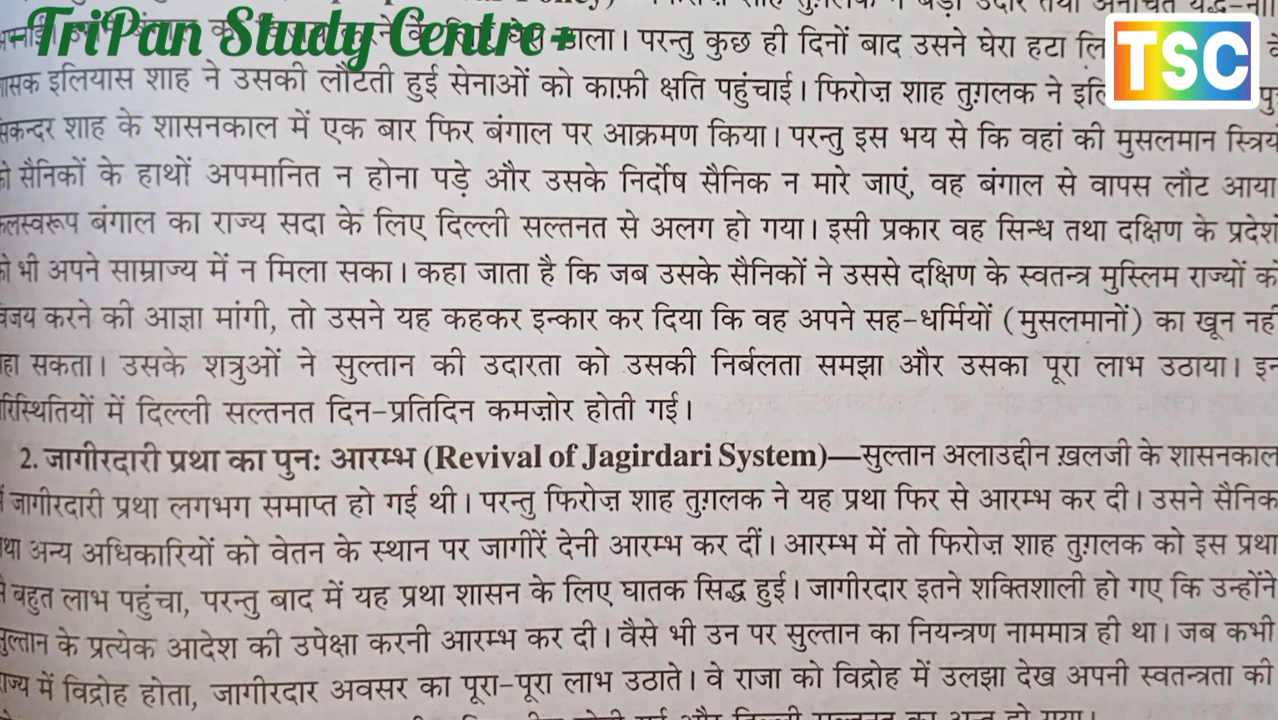 -TriPan Study Centre-
TSC
डाला। परन्तु कुछ ही दिनों बाद उसने घेरा हटा
इलियास शाह ने उसकी लौटती हुई सेनाओं को काफ़ी क्षति पहुंचाई। फिरोज़ शाह तुग़लक ने
शाह के शासनकाल में एक बार फिर बंगाल पर आक्रमण किया। परन्तु इस भय से कि वहां की मुसलमान
सैनिकों के हाथों अपमानित न होना पड़े और उसके निर्दोष सैनिक न मारे जाएं, वह बंगाल से वापस लौट आया
बंगाल का राज्य सदा के लिए दिल्ली सल्तनत से अलग हो गया। इसी प्रकार वह सिन्ध तथा दक्षिण के
भी अपने साम्राज्य में न मिला सका। कहा जाता है कि जब उसके सैनिकों ने उससे दक्षिण के स्वतन्त्र मुस्लिम राज्यों को
करने की आज्ञा मांगी, तो उसने यह कहकर इन्कार कर दिया कि वह अपने सह-धर्मियों (मुसलमानों) का खून
सकता। उसके शत्रुओं ने सुल्तान की उदारता को उसकी निर्बलता समझा और उसका पूरा लाभ उठाया। इन
में दिल्ली सल्तनत दिन-प्रतिदिन कमज़ोर होती गई।
2. जागीरदारी प्रथा का पुनः आरम्भ (Revival of Jagirdari System)—सुल्तान अलाउद्दीन ख़लजी के शासनकाल
जागीरदारी प्रथा लगभग समाप्त हो गई थी। परन्तु फिरोज़ शाह तुग़लक ने यह प्रथा फिर से आरम्भ कर दी। उसने सैनिक
अन्य अधिकारियों को वेतन के स्थान पर जागीरें देनी आरम्भ कर दीं। आरम्भ में तो फिरोज़ शाह तुग़लक को इस प्रथा
बहुत लाभ पहुंचा, परन्तु बाद में यह प्रथा शासन के लिए घातक सिद्ध हुई। जागीरदार इतने शक्तिशाली हो गए कि उन्होंने
सुल्तान के प्रत्येक आदेश की उपेक्षा करनी आरम्भ कर दी। वैसे भी उन पर सुल्तान का नियन्त्रण नाममात्र ही था। जब कभी
राज्य में विद्रोह होता, जागीरदार अवसर का पूरा-पूरा लाभ उठाते। वे राजा को विद्रोह में उलझा देख अपनी स्वतन्त्रता की